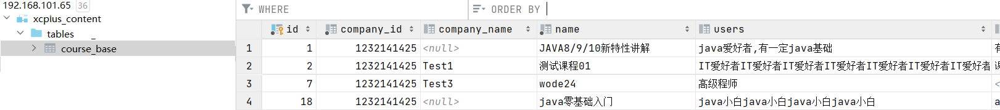 192.168.101.65 36
xcplus_content
tables
course_base
WHERE
ORDER BY
id company_id company_name name users
1 1 1232141425 <null> JAVA8/9/10新特性讲解 java爱好者,有一定java基础
2 2 1232141425 Test1 测试课程01 IT爱好者IT爱好者IT爱好者IT爱好者IT爱好者IT爱好者IT爱好者
3 7 1232141425 Test3 wode24 高级程师
4 18 1232141425 <null> java零基础入门 java小白java小白java小白java小白